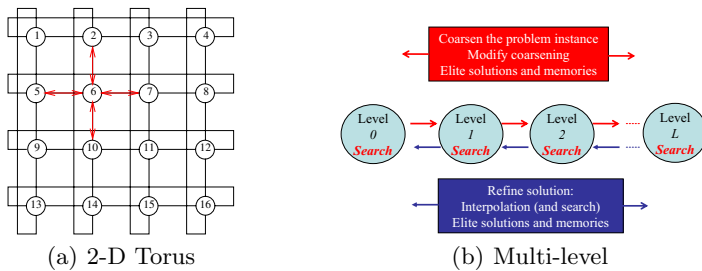 1 2 3 4
5 6 7 8
9 10 11 12
13 14 15 16
(a) 2-D Torus
Coarsen the problem instance
Modify coarsening
Elite solutions and memories
Level Level Level Level
0 1 2 L
Search Search Search Search
Refine solution:
Interpolation (and search)
Elite solutions and memories
(b) Multi-level